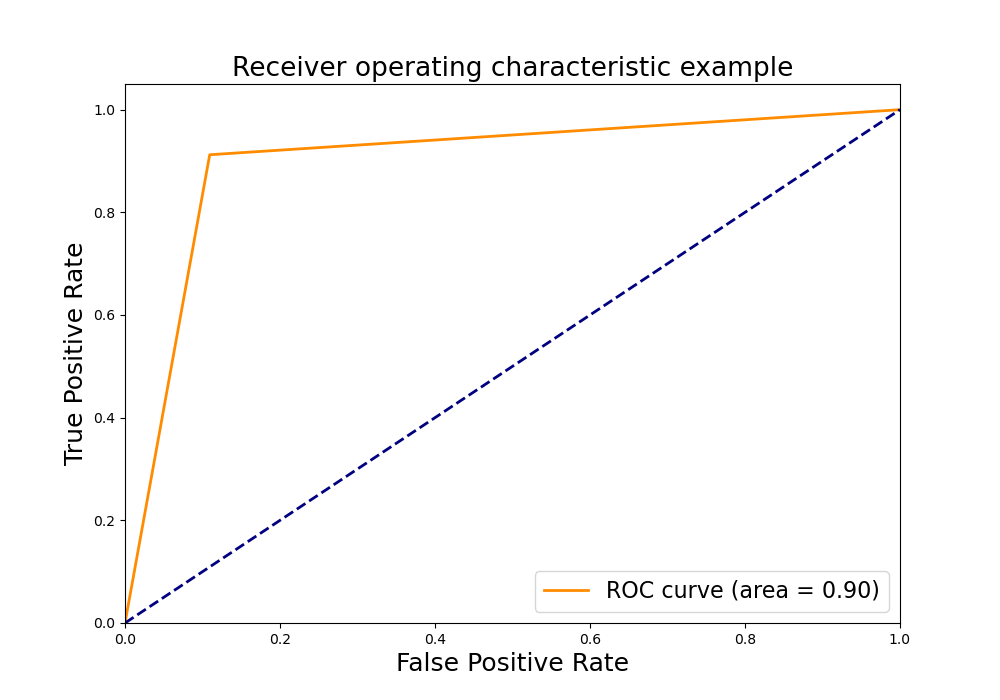 Receiver operating characteristic example
True Positive Rate
1.0
0.8
0.6
0.4
0.2
0.0
ROC curve (area = 0.90)
0.0 0.2 0.4 0.6 0.8 1.0
False Positive Rate